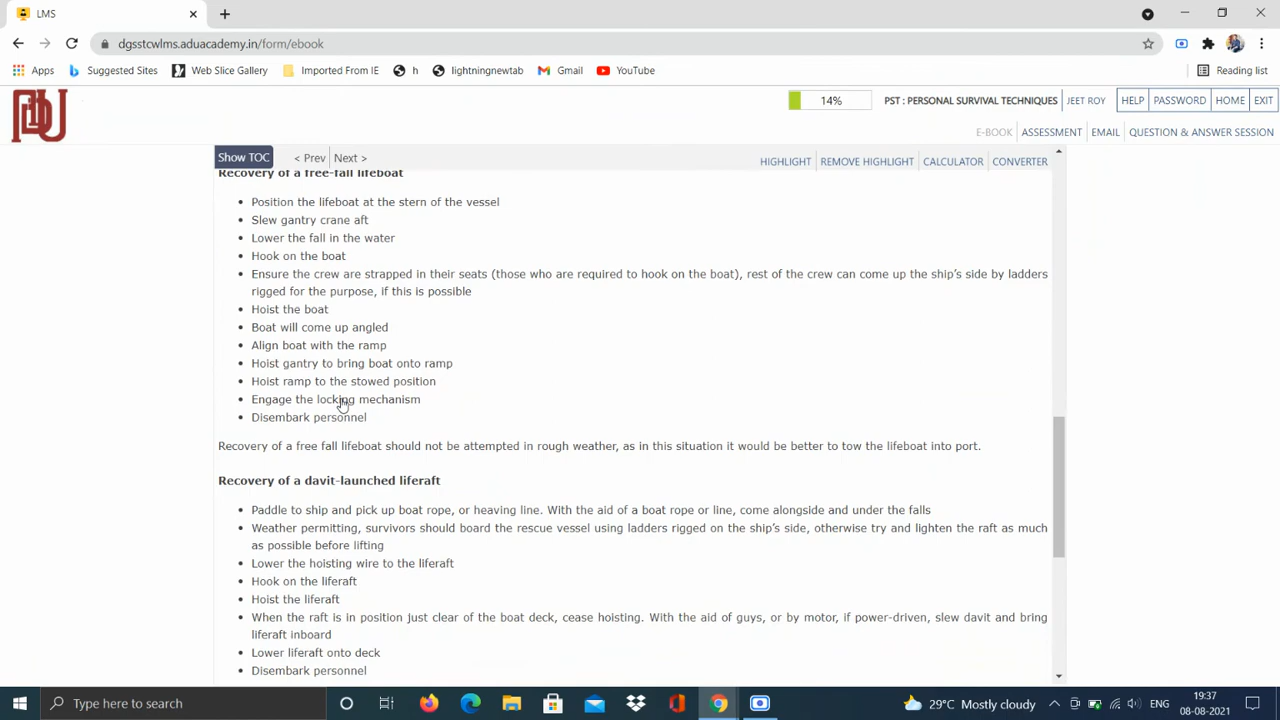 LMS
dgsstcwlms.aduacademy.in/form/ebook
Apps Suggested Sites Web Slice Gallery Imported From IE h lightningnewtab Gmail YouTube Reading list
14% PST : PERSONAL SURVIVAL TECHNIQUES JEET ROY HELP PASSWORD HOME EXIT
E-BOOK ASSESSMENT EMAIL QUESTION & ANSWER SESSION
Show TOC < Prev Next > HIGHLIGHT REMOVE HIGHLIGHT CALCULATOR CONVERTER
Recovery of a free-fall lifeboat
• Position the lifeboat at the stern of the vessel
• Slew gantry crane aft
• Lower the fall in the water
• Hook on the boat
• Ensure the crew are strapped in their seats (those who are required to hook on the boat), rest of the crew can come up the ship's side by ladders
rigged for the purpose, if this is possible
• Hoist the boat
• Boat will come up angled
• Align boat with the ramp
• Hoist gantry to bring boat onto ramp
• Hoist ramp to the stowed position
• Engage the locking mechanism
• Disembark personnel
Recovery of a free fall lifeboat should not be attempted in rough weather, as in this situation it would be better to tow the lifeboat into port.
Recovery of a davit-launched liferaft
• Paddle to ship and pick up boat rope, or heaving line. With the aid of a boat rope or line, come alongside and under the falls
• Weather permitting, survivors should board the rescue vessel using ladders rigged on the ship's side, otherwise try and lighten the raft as much
as possible before lifting
• Lower the hoisting wire to the liferaft
• Hook on the liferaft
• Hoist the liferaft
• When the raft is in position just clear of the boat deck, cease hoisting. With the aid of guys, or by motor, if power-driven, slew davit and bring
liferaft inboard
• Lower liferaft onto deck
• Disembark personnel
Type here to search 29°C Mostly cloudy ENG 19:37
08-08-2021